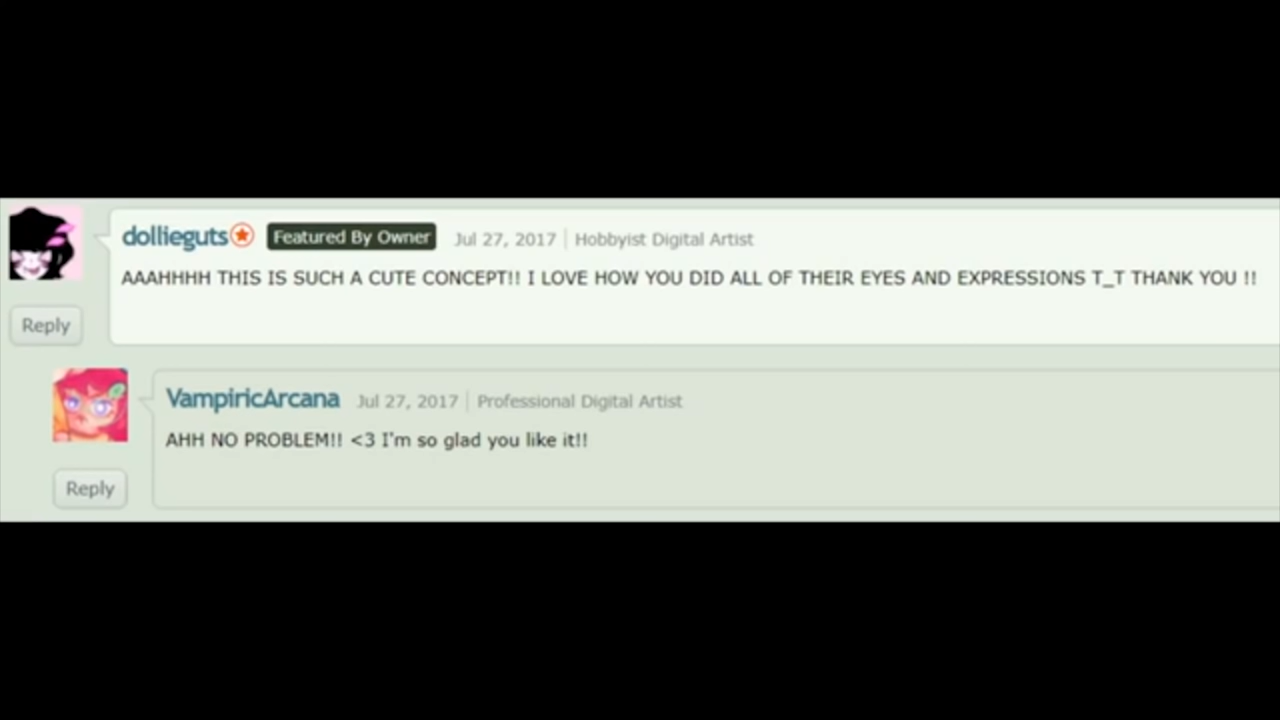 dollieguts Featured By Owner Jul 27, 2017 Hobbyist Digital Artist
AAAHHHH THIS IS SUCH A CUTE CONCEPT!! I LOVE HOW YOU DID ALL OF THEIR EYES AND EXPRESSIONS T_T THANK YOU !!
Reply
VampiricArcana Jul 27, 2017 Professional Digital Artist
AHH NO PROBLEM!! <3 I'm so glad you like it!!
Reply